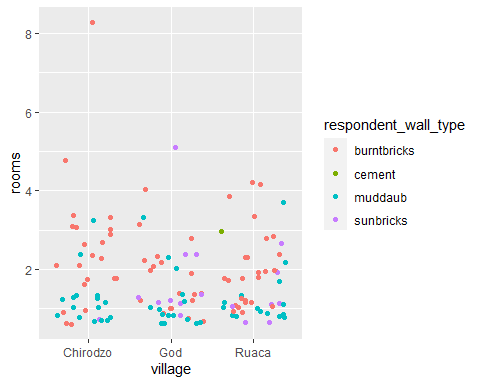 8
6
4
2
rooms
Chirodzo God Ruaca
village
respondent_wall_type
burntbricks
cement
muddaub
sunbricks